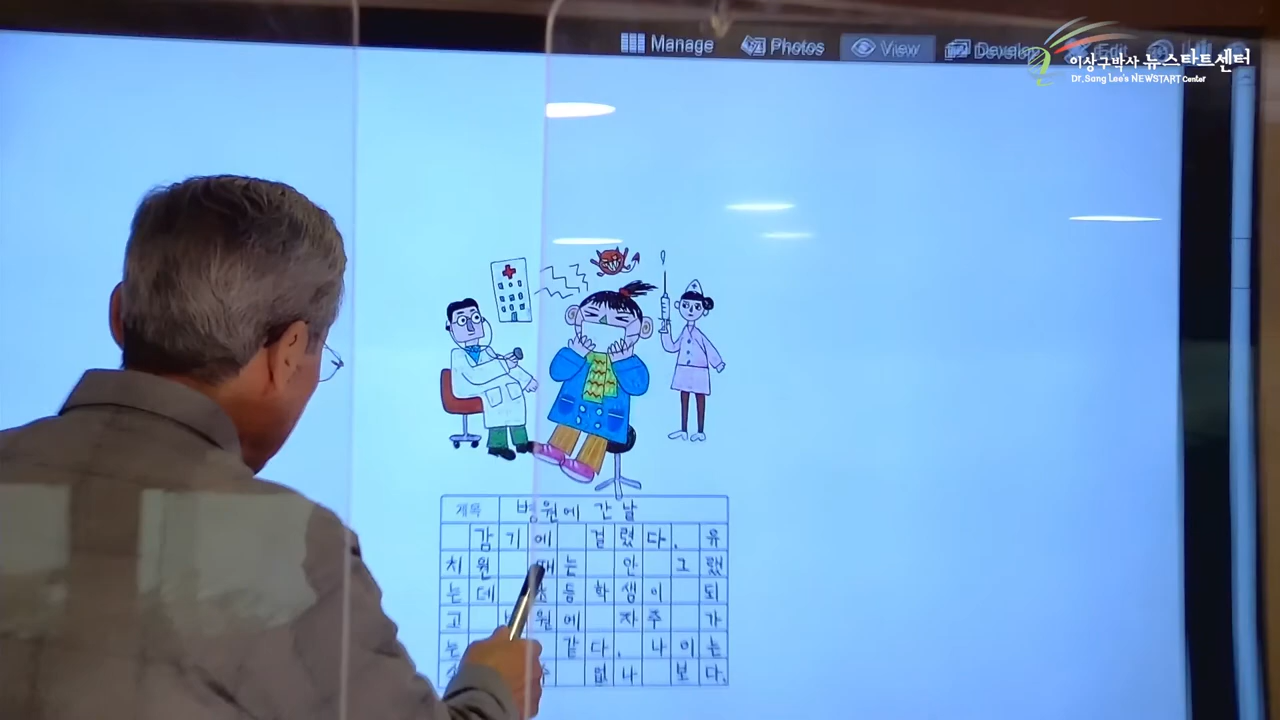 Manage Photos View Develop Edit
이상구박사 뉴스타트센터
Dr. Sang Lee's NEWSTART Center
제목 병원에 간 날
감기에 걸렸다. 유
치원 때는 안 그랬
는데 초등학생이 되
고 원에 자주 가
는 같다. 나이는
없나 보다.